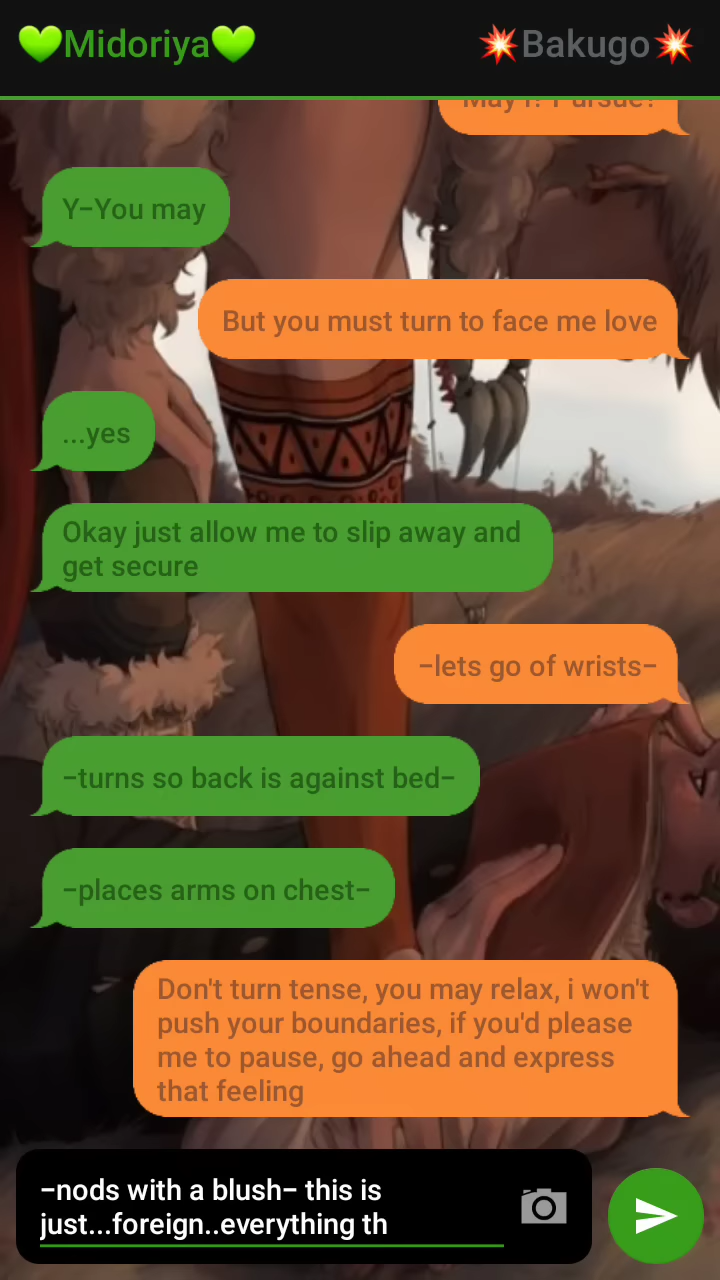 💚Midoriya💚
💥Bakugo💥
Y-You may
But you must turn to face me love
...yes
Okay just allow me to slip away and
get secure
-lets go of wrists-
-turns so back is against bed-
-places arms on chest-
Don't turn tense, you may relax, i won't
push your boundaries, if you'd please
me to pause, go ahead and express
that feeling
-nods with a blush- this is
just...foreign..everything th